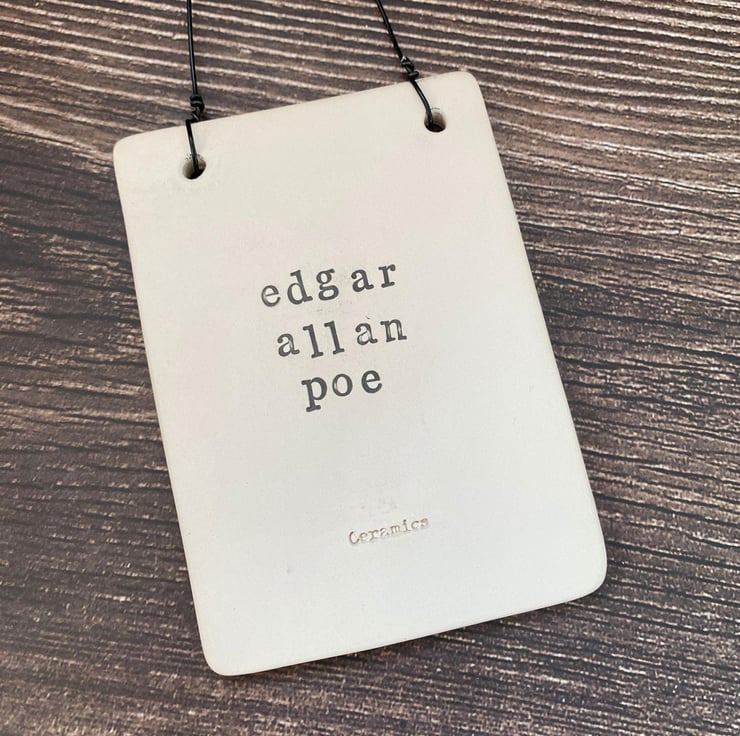 edgar
allan
poe
Ceramics